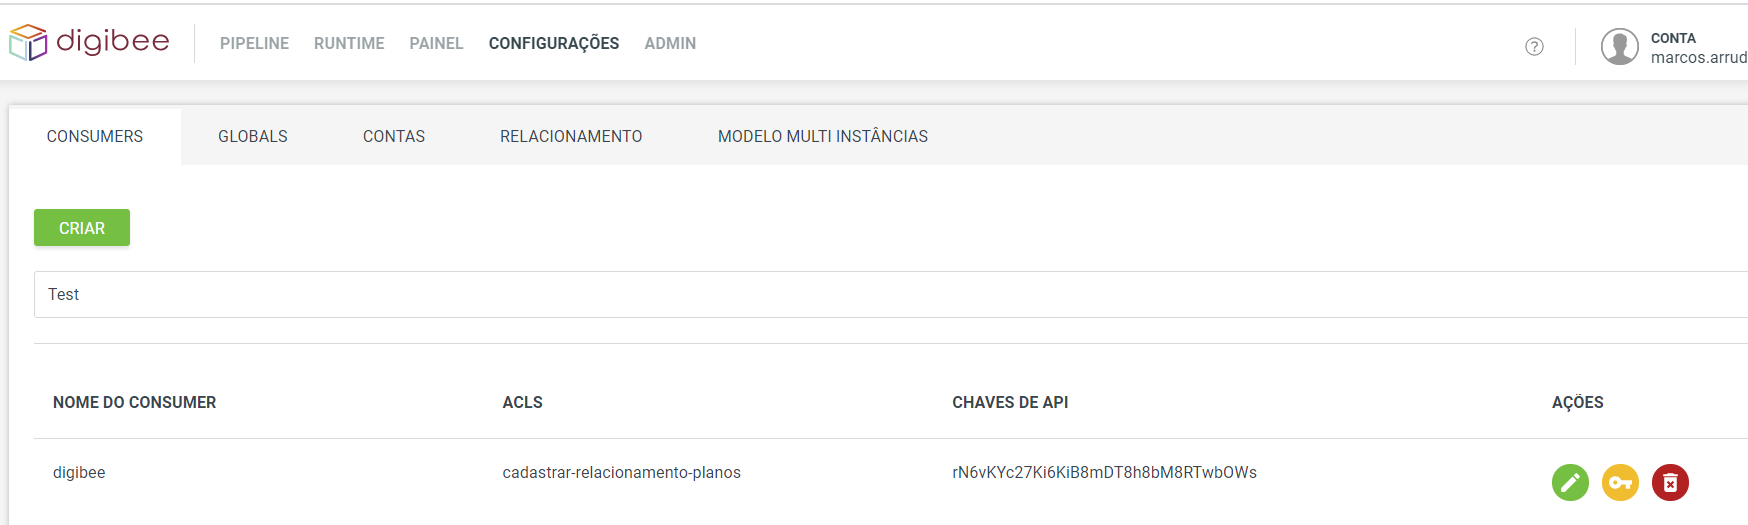 digibee PIPELINE RUNTIME PAINEL CONFIGURAÇÕES ADMIN ? CONTA
marcos.arrud
CONSUMERS GLOBALS CONTAS RELACIONAMENTO MODELO MULTI INSTÂNCIAS
CRIAR
Test
NOME DO CONSUMER ACLS CHAVES DE API AÇÕES
digibee cadastrar-relacionamento-planos rN6vKYc27Ki6KiB8mDT8h8bM8RTwbOWs